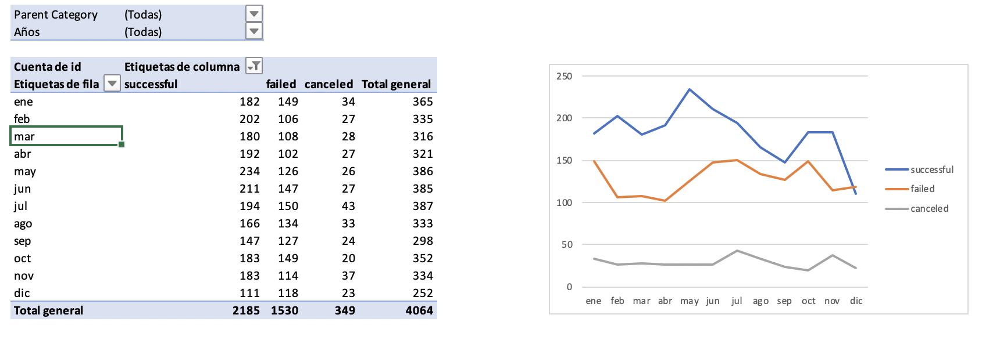 Parent Category (Todas)
Años (Todas)
Cuenta de id Etiquetas de columna
Etiquetas de fila successful failed canceled Total general
ene 182 149 34 365
feb 202 106 27 335
mar 180 108 28 316
abr 192 102 27 321
may 234 126 26 386
jun 211 147 27 385
jul 194 150 43 387
ago 166 134 33 333
sep 147 127 24 298
oct 183 149 20 352
nov 183 114 37 334
dic 111 118 23 252
Total general 2185 1530 349 4064
250
200
150
100
50
0
ene feb mar abr may jun jul ago sep oct nov dic
successful
failed
canceled